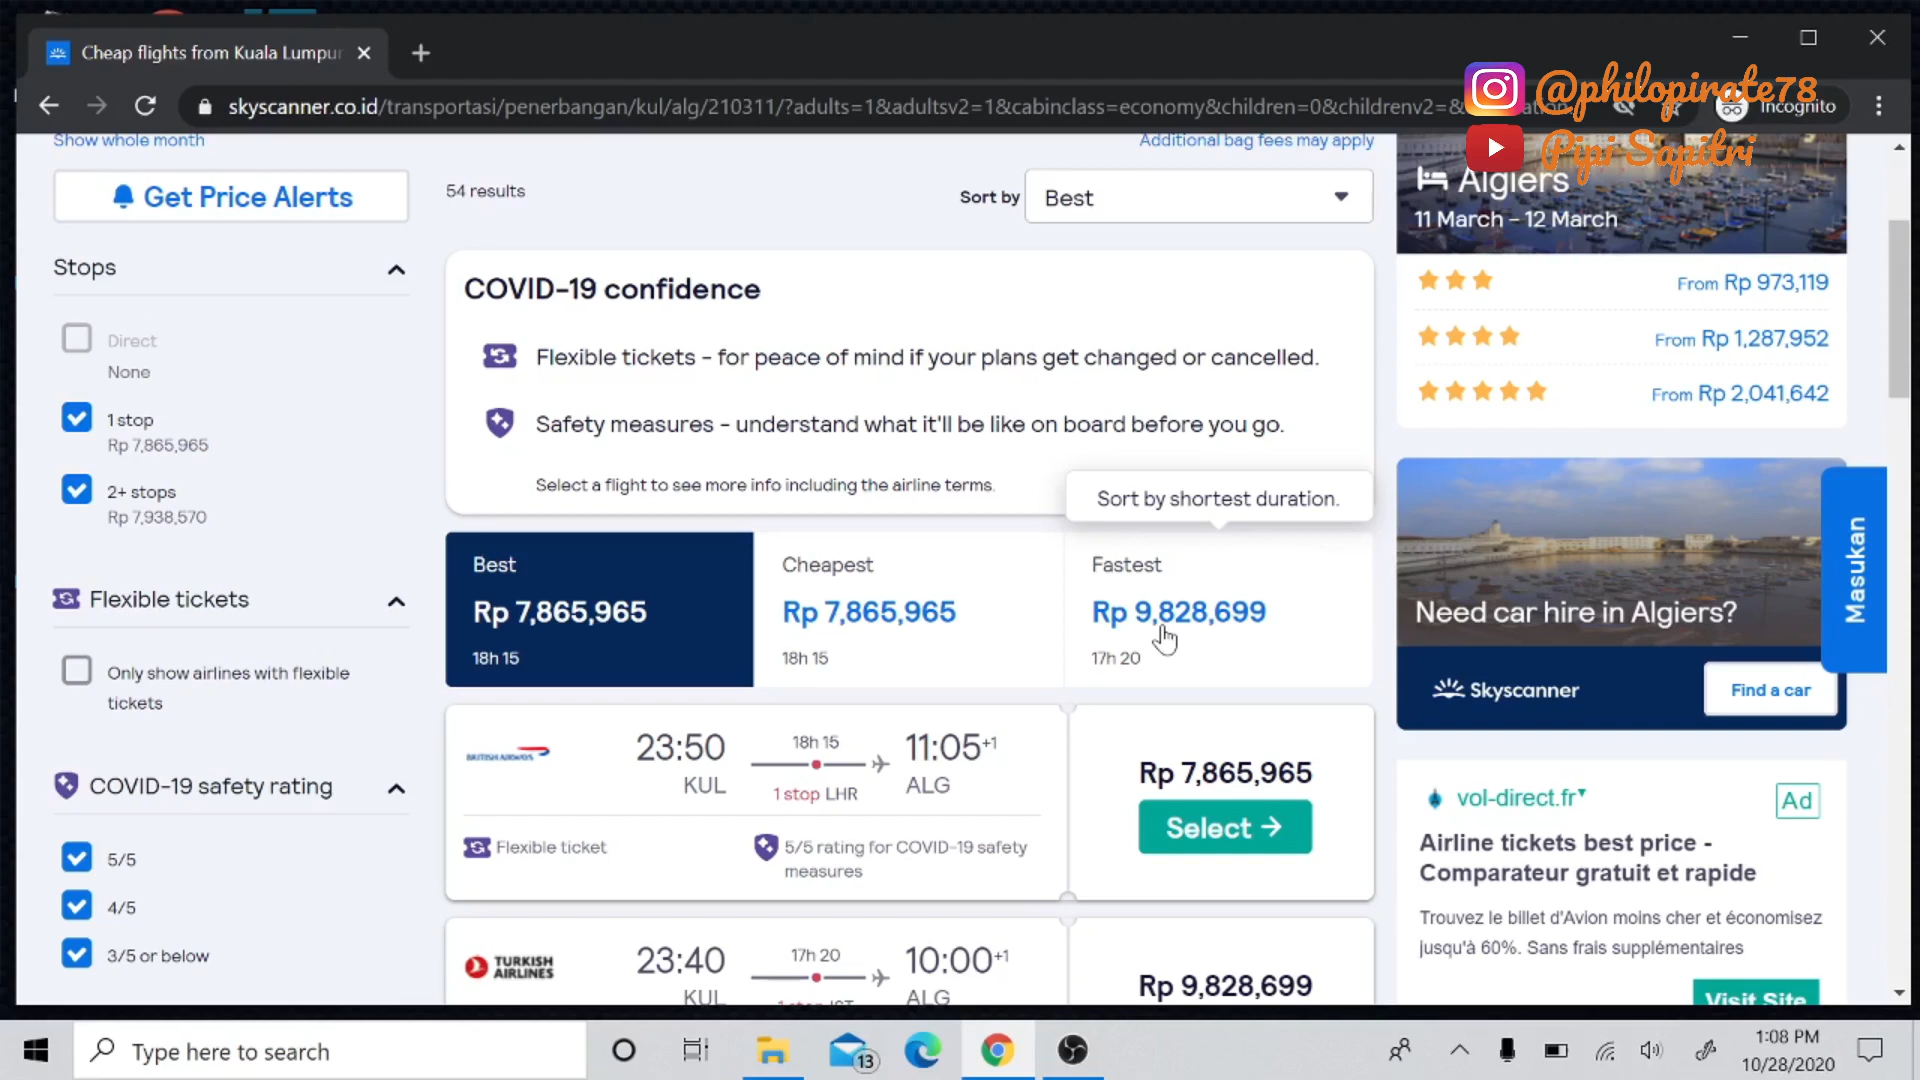 Cheap flights from Kuala Lumpur
@philopirate78
skyscanner.co.id/transportasi/penerbangan/kul/alg/210311/?adults=1&adultsv2=1&cabinclass=economy&children=0&childrenv2=&
Incognito
Pipi Sapitri
Show whole month
Additional bag fees may apply
Get Price Alerts
54 results
Sort by
Best
Algiers
11 March – 12 March
Stops
Direct
None
1 stop
Rp 7,865,965
2+ stops
Rp 7,938,570
COVID-19 confidence
Flexible tickets - for peace of mind if your plans get changed or cancelled.
Safety measures - understand what it'll be like on board before you go.
Select a flight to see more info including the airline terms.
Sort by shortest duration.
From Rp 973,119
From Rp 1,287,952
From Rp 2,041,642
Flexible tickets
Only show airlines with flexible
tickets
Best
Rp 7,865,965
18h 15
Cheapest
Rp 7,865,965
18h 15
Fastest
Rp 9,828,699
17h 20
Need car hire in Algiers?
Skyscanner
Find a car
Masukan
COVID-19 safety rating
5/5
4/5
3/5 or below
BRITISH AIRWAYS
23:50
KUL
18h 15
1 stop LHR
11:05+1
ALG
Flexible ticket
5/5 rating for COVID-19 safety
measures
Rp 7,865,965
Select →
TURKISH
AIRLINES
23:40
KUL
17h 20
1 stop IST
10:00+1
ALG
Rp 9,828,699
vol-direct.fr
Ad
Airline tickets best price -
Comparateur gratuit et rapide
Trouvez le billet d'Avion moins cher et économisez
jusqu'à 60%. Sans frais supplémentaires
Visit Site
Type here to search
13
1:08 PM
10/28/2020